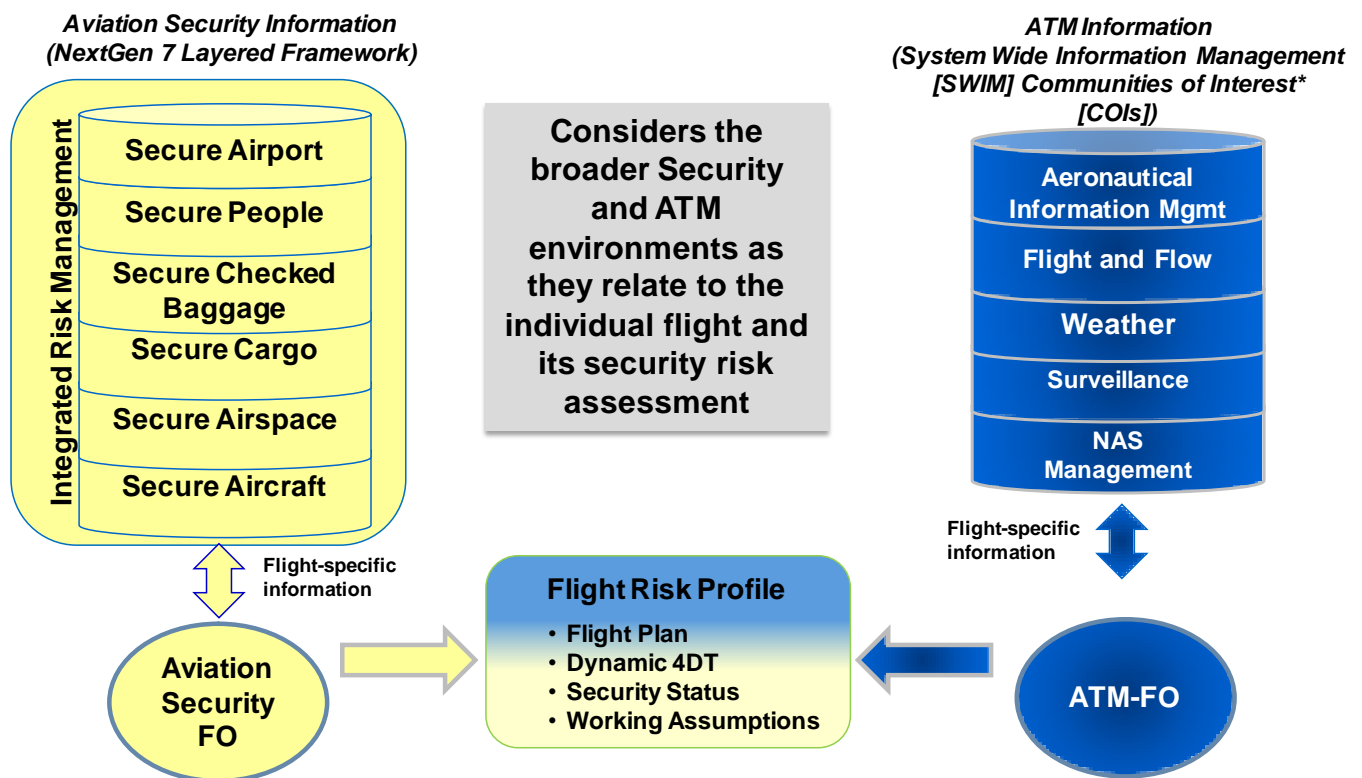 Aviation Security Information
(NextGen 7 Layered Framework)
Integrated Risk Management
Secure Airport
Secure People
Secure Checked
Baggage
Secure Cargo
Secure Airspace
Secure Aircraft
Flight-specific
information
Aviation
Security
FO
Considers the
broader Security
and ATM
environments as
they relate to the
individual flight and
its security risk
assessment
Flight Risk Profile
• Flight Plan
• Dynamic 4DT
• Security Status
• Working Assumptions
ATM Information
(System Wide Information Management
[SWIM] Communities of Interest*
[COIs])
Aeronautical
Information Mgmt
Flight and Flow
Weather
Surveillance
NAS
Management
Flight-specific
information
ATM-FO